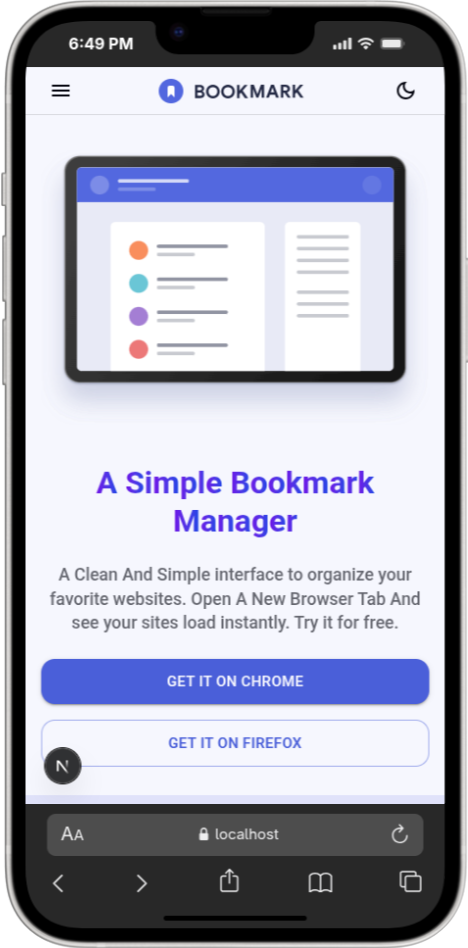 6:49 PM
BOOKMARK
A Simple Bookmark
Manager
A Clean And Simple interface to organize your
favorite websites. Open A New Browser Tab And
see your sites load instantly. Try it for free.
GET IT ON CHROME
GET IT ON FIREFOX
N
AA
localhost